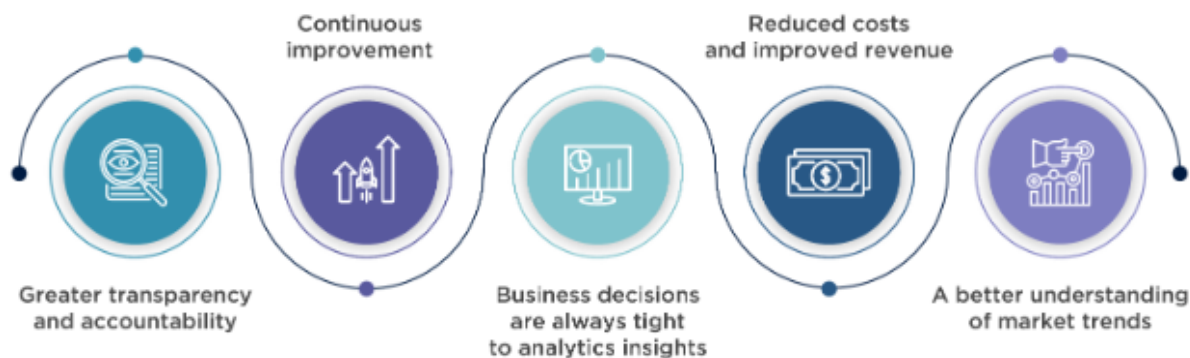 Greater transparency
and accountability
Continuous
improvement
Business decisions
are always tight
to analytics insights
Reduced costs
and improved revenue
A better understanding
of market trends
$